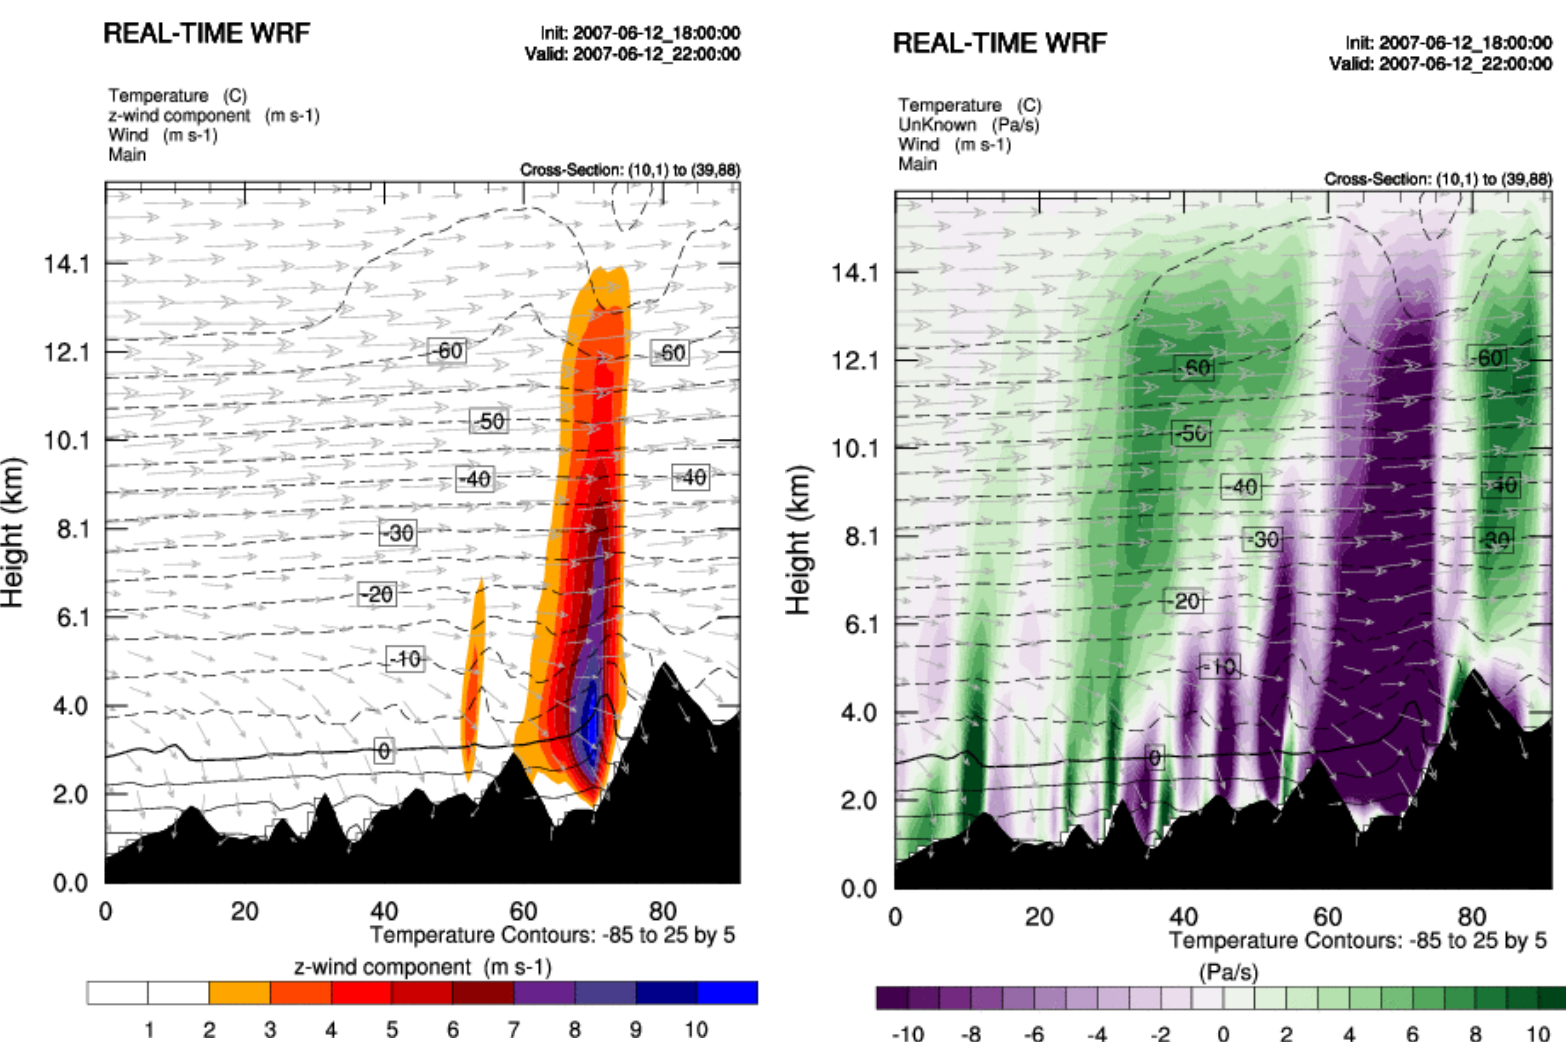 REAL-TIME WRF
Init: 2007-06-12_18:00:00
Valid: 2007-06-12_22:00:00
Temperature (C)
z-wind component (m s-1)
Wind (m s-1)
Main
Cross-Section: (10,1) to (39,88)
14.1
12.1
10.1
8.1
6.1
4.0
2.0
0.0
Height (km)
-60
-60
-50
-40
-40
-30
-20
-10
0
0 20 40 60 80
Temperature Contours: -85 to 25 by 5
z-wind component (m s-1)
1 2 3 4 5 6 7 8 9 10
REAL-TIME WRF
Init: 2007-06-12_18:00:00
Valid: 2007-06-12_22:00:00
Temperature (C)
UnKnown (Pa/s)
Wind (m s-1)
Main
Cross-Section: (10,1) to (39,88)
14.1
12.1
10.1
8.1
6.1
4.0
2.0
0.0
Height (km)
-60
-60
-50
-40
-40
-30
-30
-20
-10
0
0 20 40 60 80
Temperature Contours: -85 to 25 by 5
(Pa/s)
-10 -8 -6 -4 -2 0 2 4 6 8 10